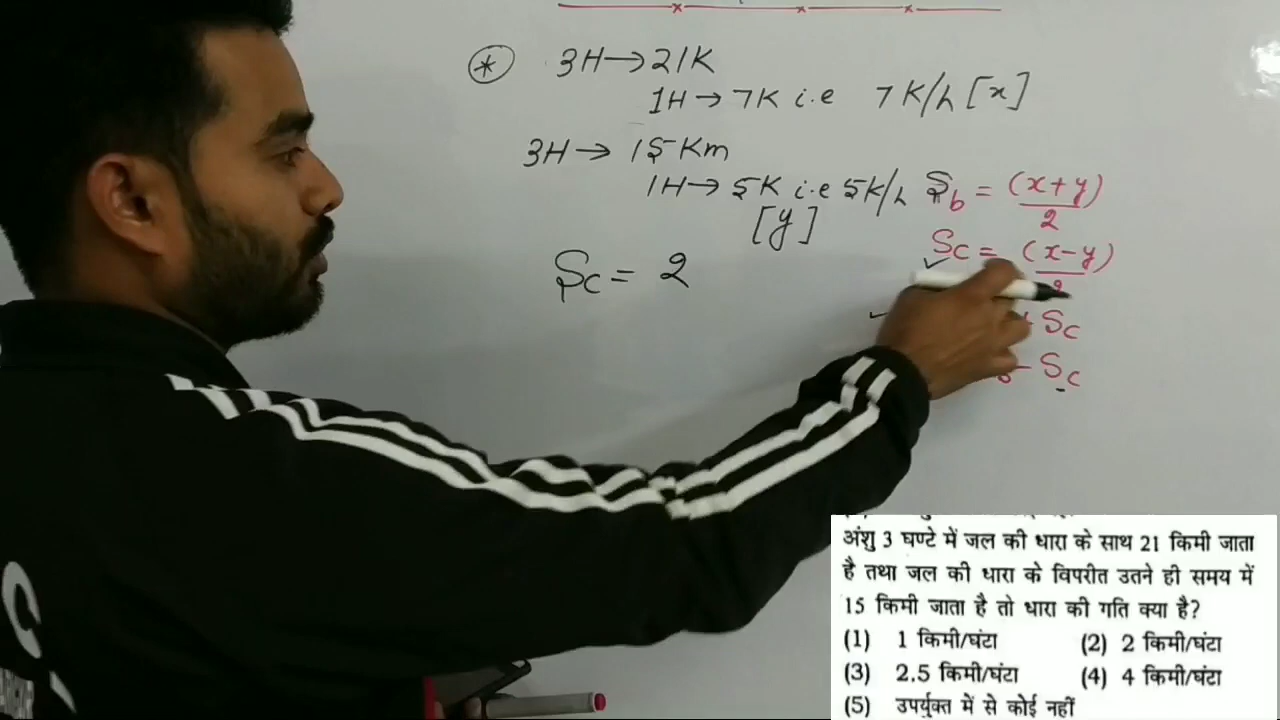 * 3H→21K
1H→7K i.e 7K/h [x]
3H→ 15Km
1H→5K i.e 5K/h
[y]
Sb = (x+y)/2
Sc = (x-y)/2
Sc = 2
+ Sc
- Sc
अंशु 3 घण्टे में जल की धारा के साथ 21 किमी जाता
है तथा जल की धारा के विपरीत उतने ही समय में
15 किमी जाता है तो धारा की गति क्या है?
(1) 1 किमी/घंटा (2) 2 किमी/घंटा
(3) 2.5 किमी/घंटा (4) 4 किमी/घंटा
(5) उपर्युक्त में से कोई नहीं